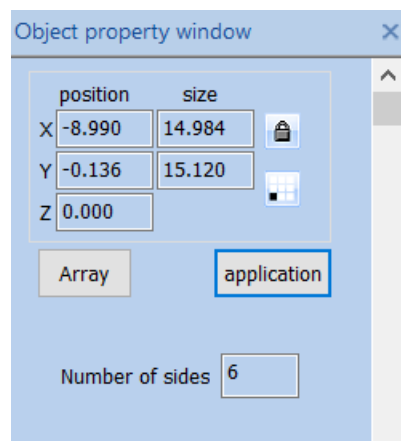 Object property window
position size
X -8.990 14.984
Y -0.136 15.120
Z 0.000
Array application
Number of sides 6